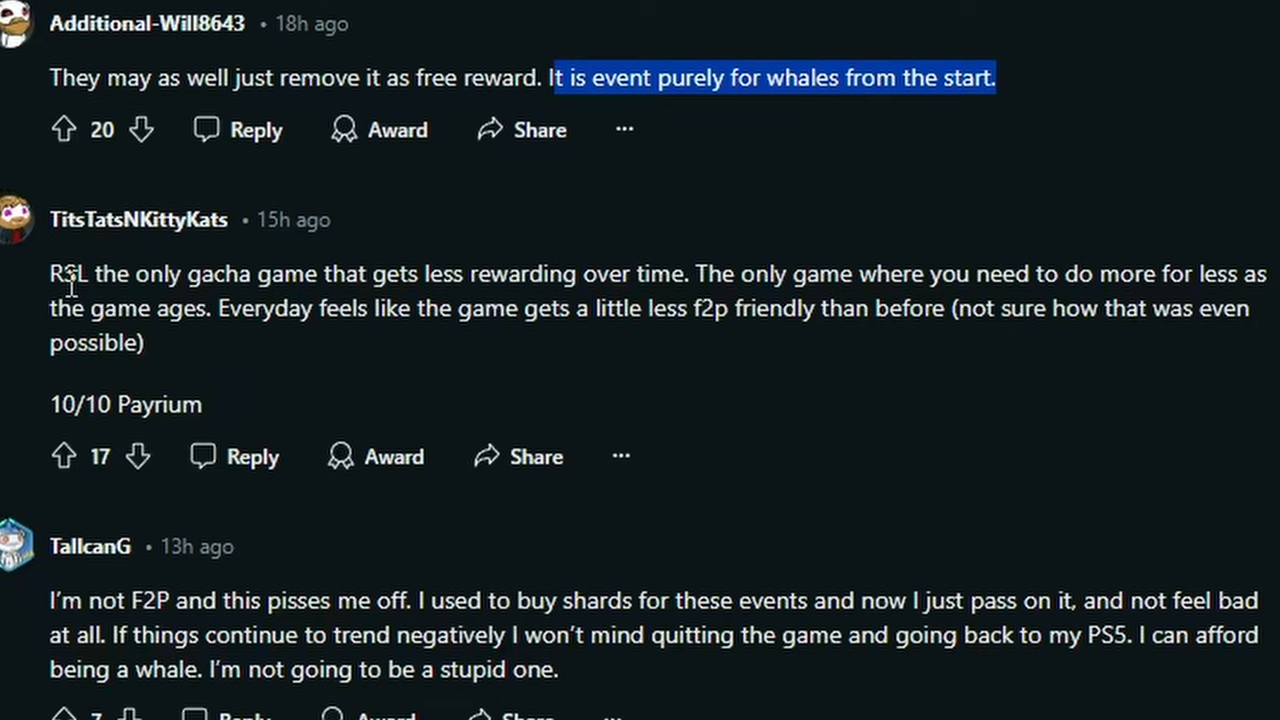 Additional-Will8643 • 18h ago
They may as well just remove it as free reward. It is event purely for whales from the start.
20 Reply Award Share ...
TitsTatsNKittyKats • 15h ago
RSL the only gacha game that gets less rewarding over time. The only game where you need to do more for less as
the game ages. Everyday feels like the game gets a little less f2p friendly than before (not sure how that was even
possible)
10/10 Payrium
17 Reply Award Share ...
TallcanG • 13h ago
I'm not F2P and this pisses me off. I used to buy shards for these events and now I just pass on it, and not feel bad
at all. If things continue to trend negatively I won't mind quitting the game and going back to my PS5. I can afford
being a whale. I'm not going to be a stupid one.
7 Reply Award Share ...